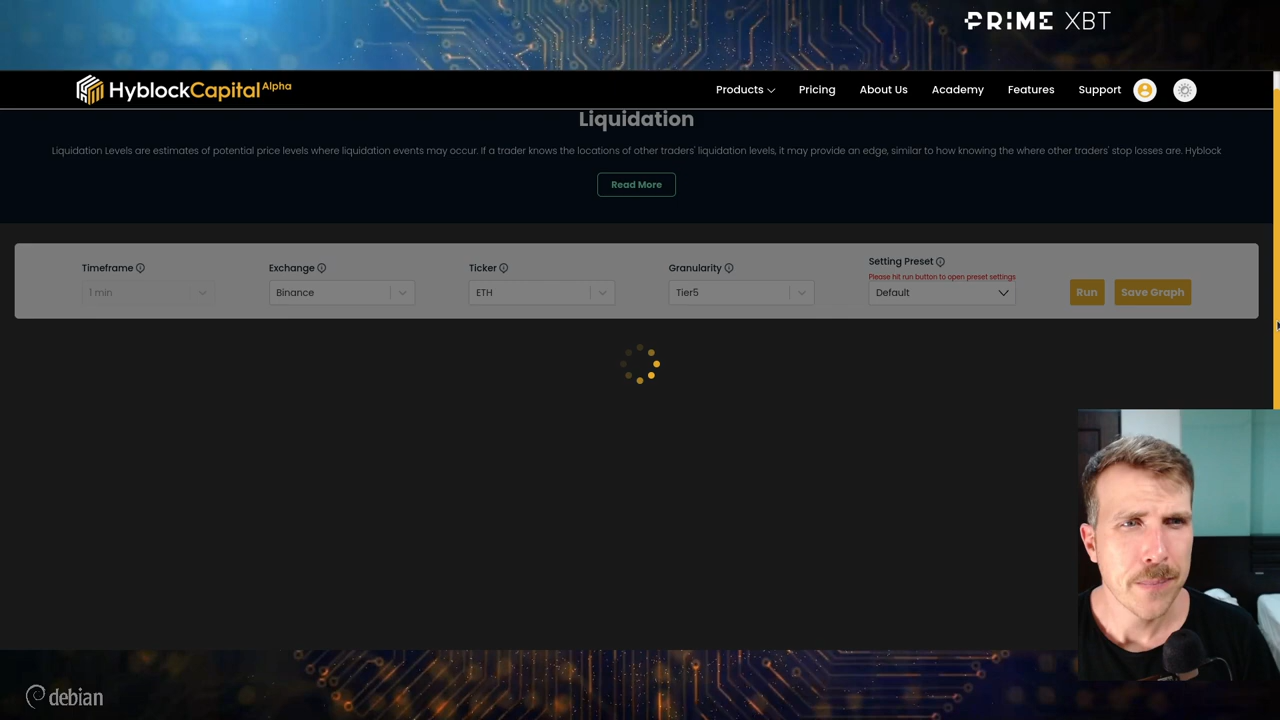 PRIME XBT
HyblockCapital Alpha
Products Pricing About Us Academy Features Support
Liquidation
Liquidation Levels are estimates of potential price levels where liquidation events may occur. If a trader knows the locations of other traders' liquidation levels, it may provide an edge, similar to how knowing the where other traders' stop losses are. Hyblock
Read More
Timeframe Exchange Ticker Granularity Setting Preset
Please hit run button to open preset settings
1 min Binance ETH Tier5 Default Run Save Graph
debian